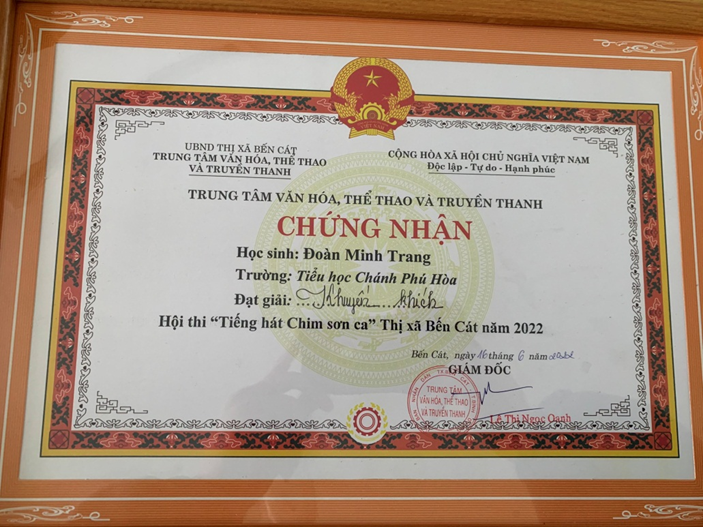 UBND THỊ XÃ BẾN CÁT
TRUNG TÂM VĂN HÓA, THỂ THAO
VÀ TRUYỀN THANH
CỘNG HÒA XÃ HỘI CHỦ NGHĨA VIỆT NAM
Độc lập - Tự do - Hạnh phúc
TRUNG TÂM VĂN HÓA, THỂ THAO VÀ TRUYỀN THANH
CHỨNG NHẬN
Học sinh: Đoàn Minh Trang
Trường: Tiểu học Chánh Phú Hòa
Đạt giải: ...Khuyến....khích
Hội thi “Tiếng hát Chim sơn ca” Thị xã Bến Cát năm 2022
Bến Cát, ngày 16 tháng 6 năm 2022
GIÁM ĐỐC
TRUNG TÂM
VĂN HÓA, THỂ THAO
VÀ TRUYỀN THANH
Lê Thị Ngọc Oanh